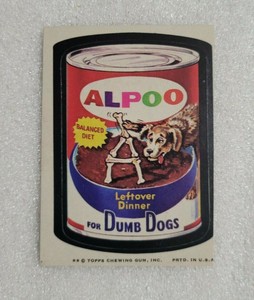 ALPOO
BALANCED
DIET
Leftover
Dinner
FOR DUMB DOGS
© TOPPS CHEWING GUM, INC. PRTD. IN U.S.A